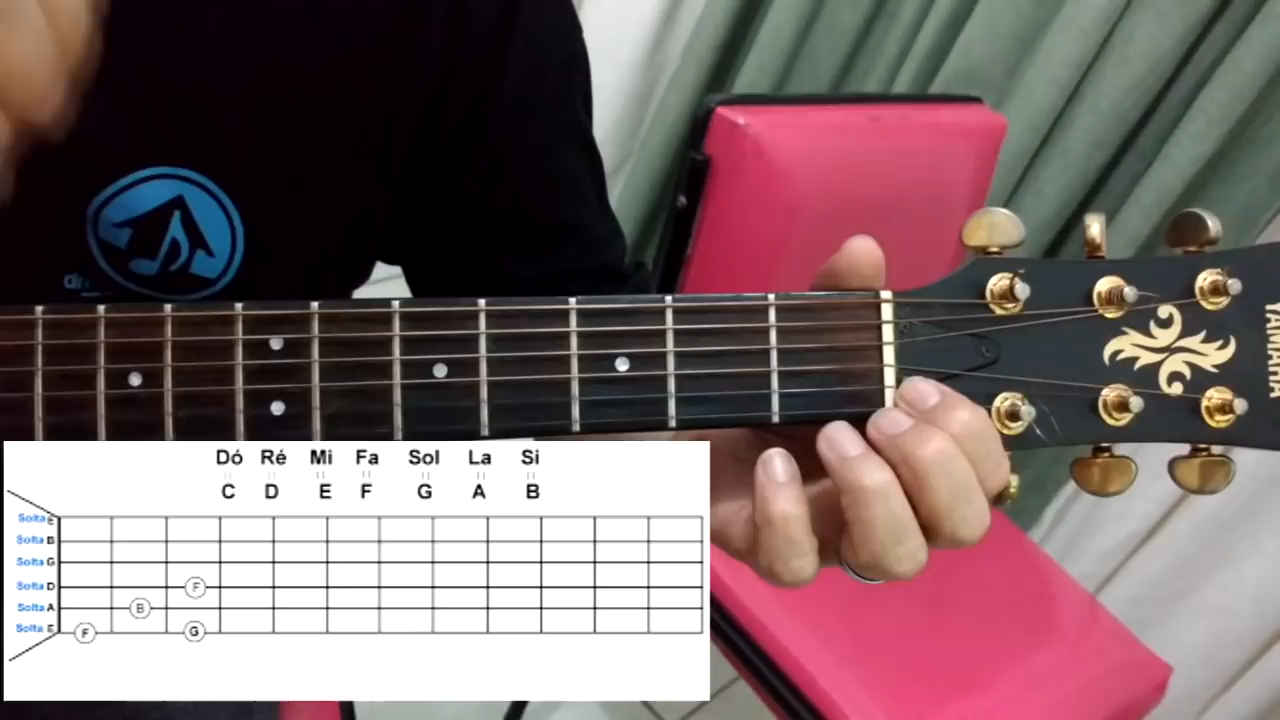 YAMAHA
Dó Ré Mi Fa Sol La Si
C D E F G A B
Solta E
Solta B
Solta G
Solta D F
Solta A B
Solta E F G